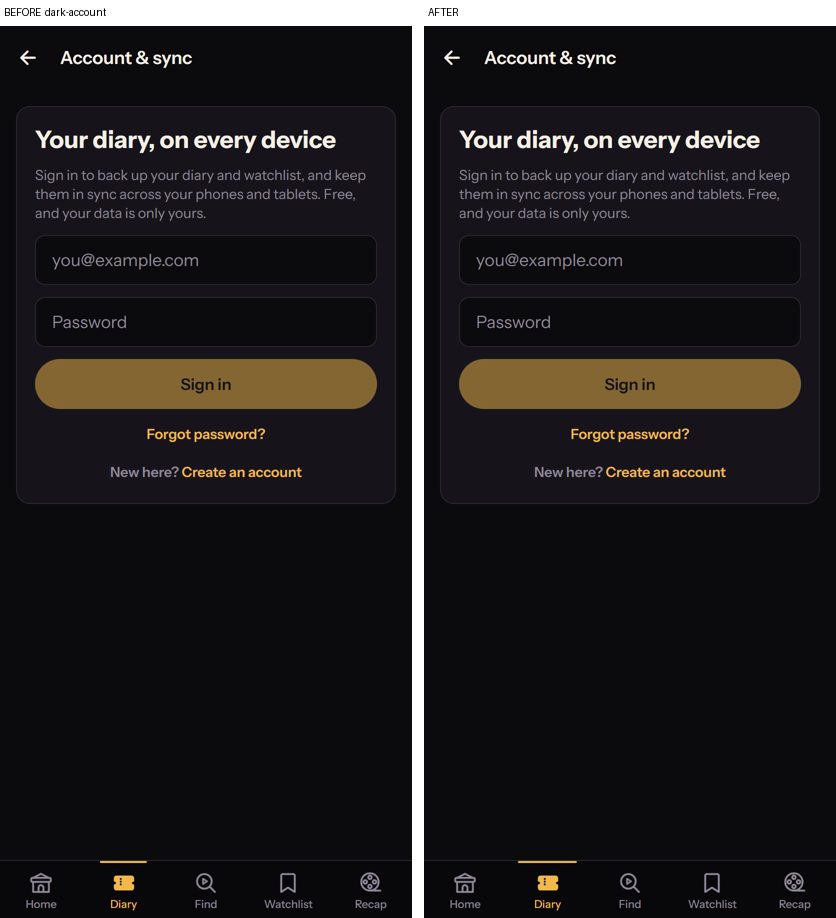 BEFORE dark-account
Account & sync
Your diary, on every device
Sign in to back up your diary and watchlist, and keep
them in sync across your phones and tablets. Free,
and your data is only yours.
you@example.com
Password
Sign in
Forgot password?
New here? Create an account
Home
Diary
Find
Watchlist
Recap
AFTER
Account & sync
Your diary, on every device
Sign in to back up your diary and watchlist, and keep
them in sync across your phones and tablets. Free,
and your data is only yours.
you@example.com
Password
Sign in
Forgot password?
New here? Create an account
Home
Diary
Find
Watchlist
Recap